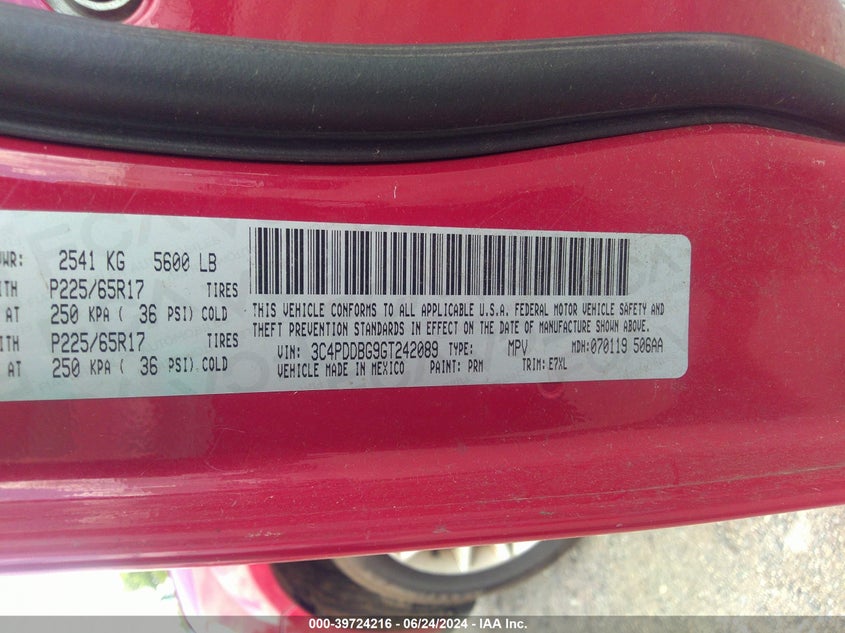 WR: 2541 KG 5600 LB
ITH P225/65R17 TIRES
AT 250 KPA ( 36 PSI) COLD
ITH P225/65R17 TIRES
AT 250 KPA ( 36 PSI) COLD
THIS VEHICLE CONFORMS TO ALL APPLICABLE U.S.A. FEDERAL MOTOR VEHICLE SAFETY AND
THEFT PREVENTION STANDARDS IN EFFECT ON THE DATE OF MANUFACTURE SHOWN ABOVE.
VIN: 3C4PDDBG9GT242089 TYPE: MPV MDH: 070119 506AA
VEHICLE MADE IN MEXICO PAINT: PRM TRIM: E7XL
000-39724216 - 06/24/2024 - IAA Inc.